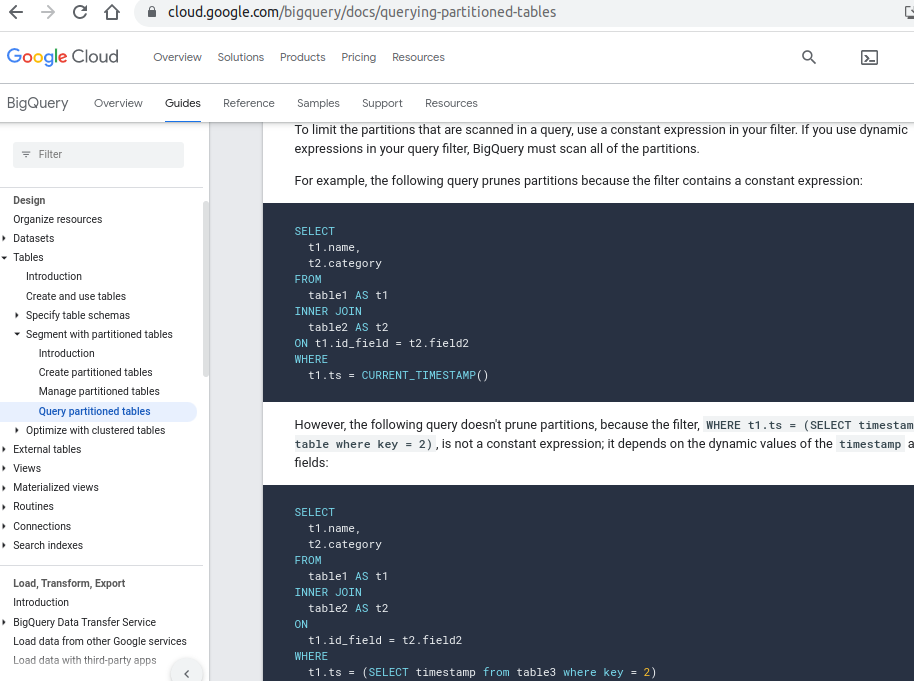 cloud.google.com/bigquery/docs/querying-partitioned-tables
Google Cloud Overview Solutions Products Pricing Resources
BigQuery Overview Guides Reference Samples Support Resources
Filter
Design
Organize resources
Datasets
Tables
Introduction
Create and use tables
Specify table schemas
Segment with partitioned tables
Introduction
Create partitioned tables
Manage partitioned tables
Query partitioned tables
Optimize with clustered tables
External tables
Views
Materialized views
Routines
Connections
Search indexes
Load, Transform, Export
Introduction
BigQuery Data Transfer Service
Load data from other Google services
Load data with third-party apps
To limit the partitions that are scanned in a query, use a constant expression in your filter. If you use dynamic
expressions in your query filter, BigQuery must scan all of the partitions.
For example, the following query prunes partitions because the filter contains a constant expression:
SELECT
t1.name,
t2.category
FROM
table1 AS t1
INNER JOIN
table2 AS t2
ON t1.id_field = t2.field2
WHERE
t1.ts = CURRENT_TIMESTAMP()
However, the following query doesn't prune partitions, because the filter, WHERE t1.ts = (SELECT timestam
table where key = 2), is not a constant expression; it depends on the dynamic values of the timestamp a
fields:
SELECT
t1.name,
t2.category
FROM
table1 AS t1
INNER JOIN
table2 AS t2
ON
t1.id_field = t2.field2
WHERE
t1.ts = (SELECT timestamp from table3 where key = 2)